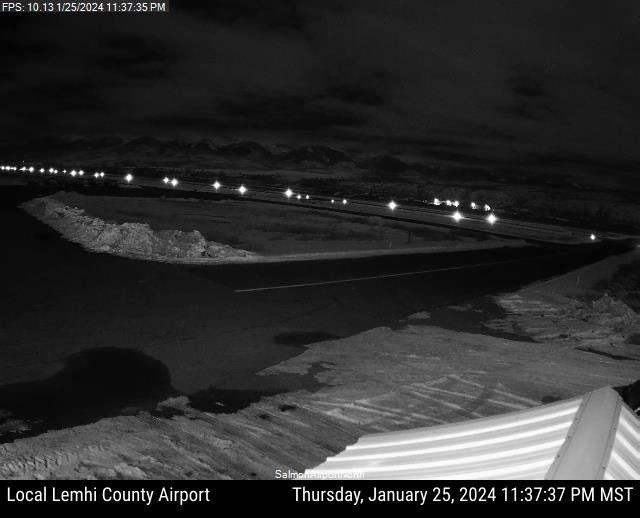 FPS: 10.13 1/25/2024 11:37:35 PM
SalmonAirport.com
Local Lemhi County Airport Thursday, January 25, 2024 11:37:37 PM MST